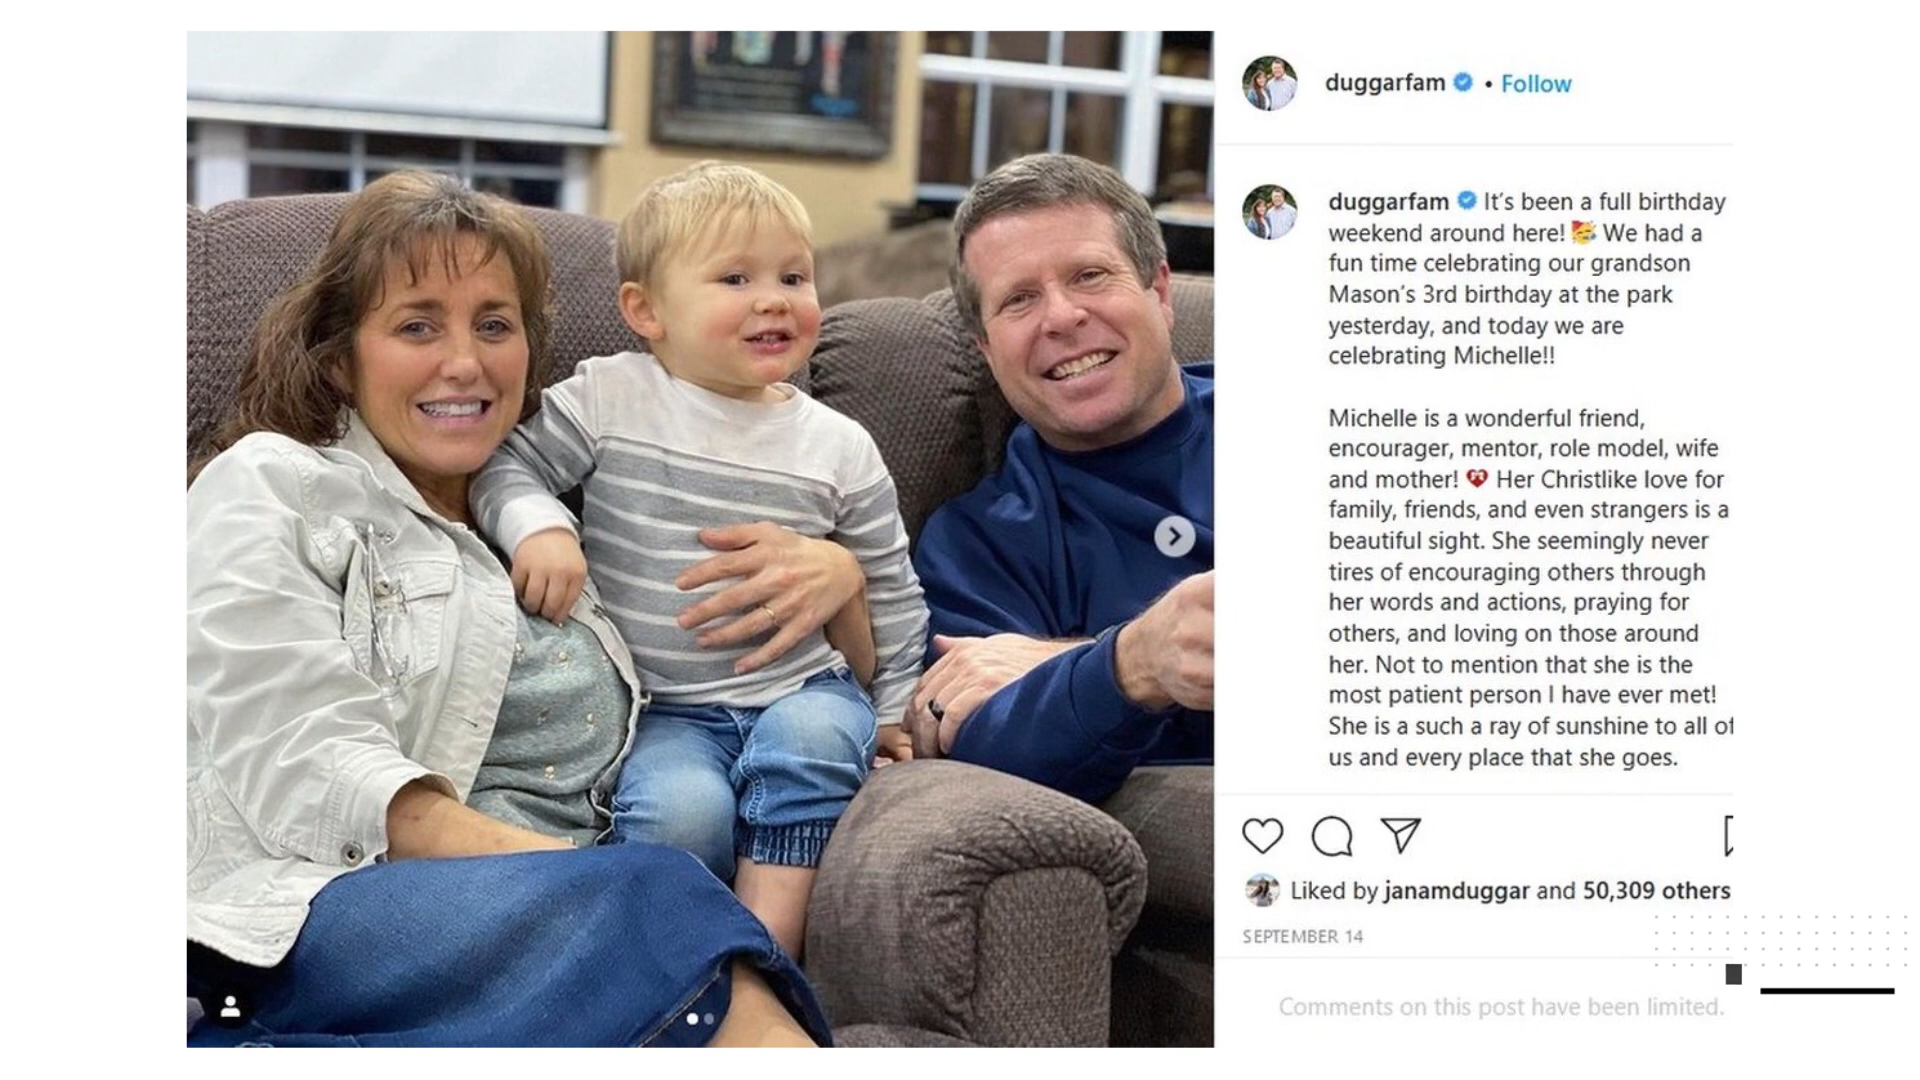 duggarfam • Follow
duggarfam It’s been a full birthday
weekend around here! 🥳 We had a
fun time celebrating our grandson
Mason’s 3rd birthday at the park
yesterday, and today we are
celebrating Michelle!!
Michelle is a wonderful friend,
encourager, mentor, role model, wife
and mother! 💝 Her Christlike love for
family, friends, and even strangers is a
beautiful sight. She seemingly never
tires of encouraging others through
her words and actions, praying for
others, and loving on those around
her. Not to mention that she is the
most patient person I have ever met!
She is a such a ray of sunshine to all of
us and every place that she goes.
Liked by janamduggar and 50,309 others
SEPTEMBER 14
Comments on this post have been limited.